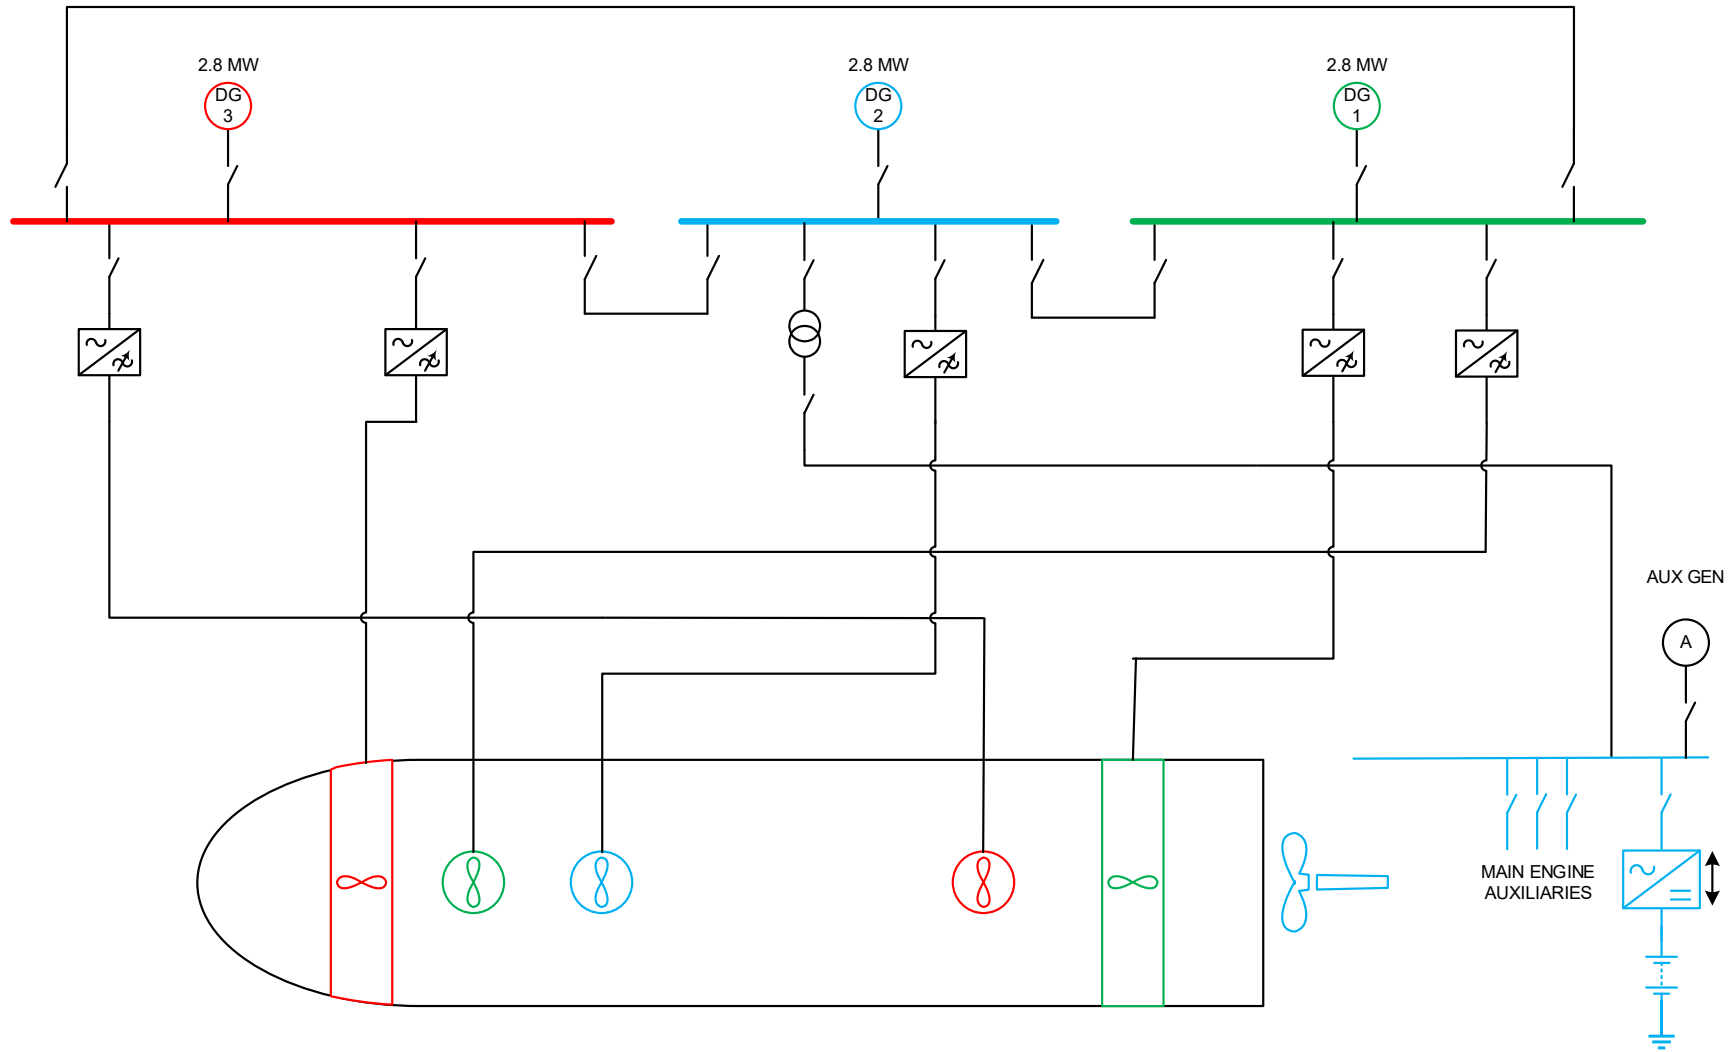 2.8 MW
2.8 MW
2.8 MW
DG
3
DG
2
DG
1
AUX GEN
A
MAIN ENGINE
AUXILIARIES